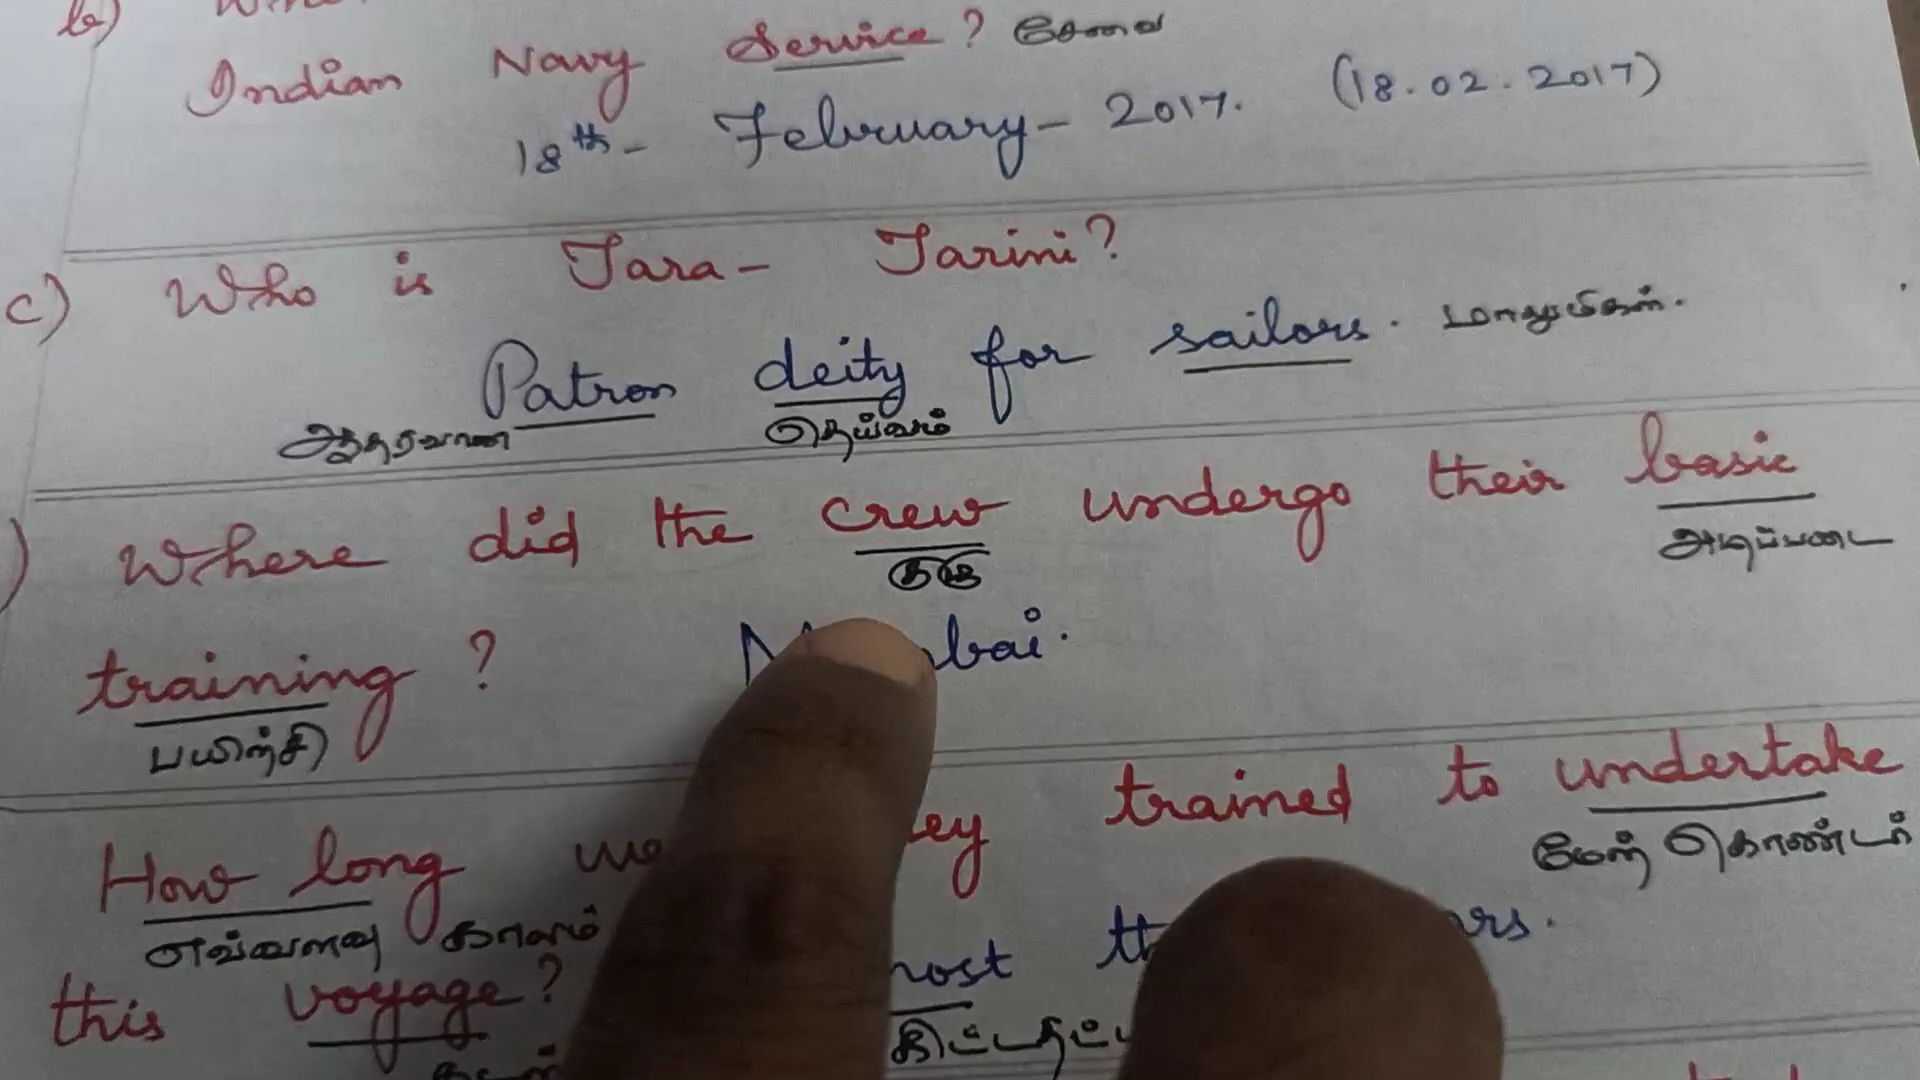 b)
Indian Navy Service? சேவை
18th - February - 2017. (18.02.2017)
c) Who is Tara - Tarini?
Patron deity for sailors. மாலுமிகள்.
ஆதரவான தெய்வம்
) Where did the crew undergo their basic
குழு அடிப்படை
training? bai.
பயிற்சி
How long trained to undertake
எவ்வளவு காலம் மேற் கொண்டார்
this voyage?